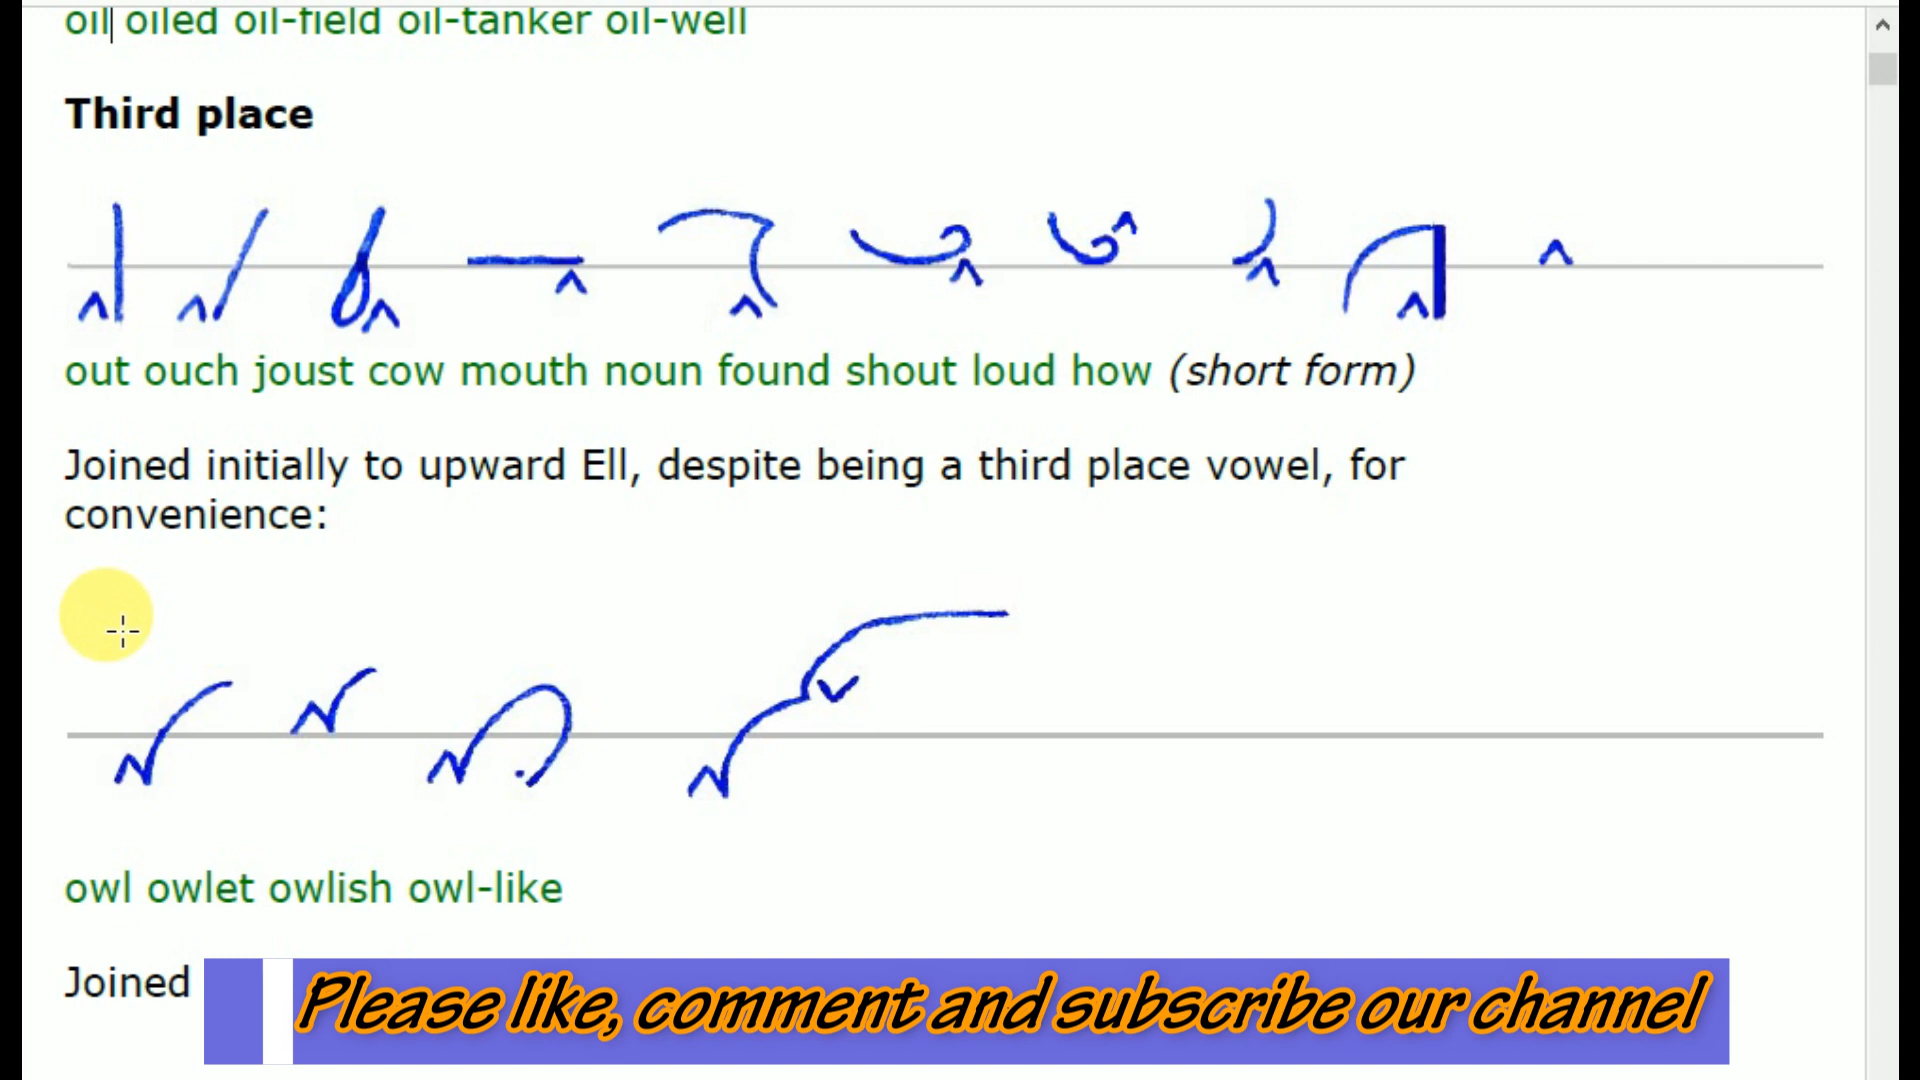 oil oiled oil-field oil-tanker oil-well
Third place
out ouch joust cow mouth noun found shout loud how (short form)
Joined initially to upward Ell, despite being a third place vowel, for
convenience:
owl owlet owlish owl-like
Joined
Please like, comment and subscribe our channel